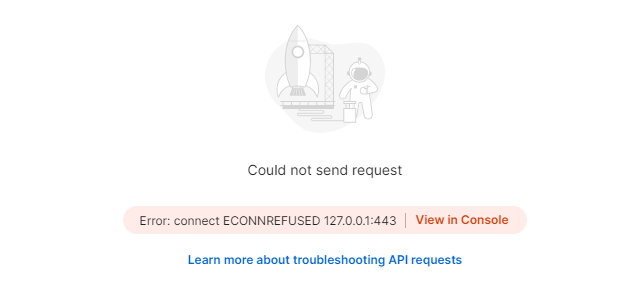 Could not send request
Error: connect ECONNREFUSED 127.0.0.1:443 | View in Console
Learn more about troubleshooting API requests